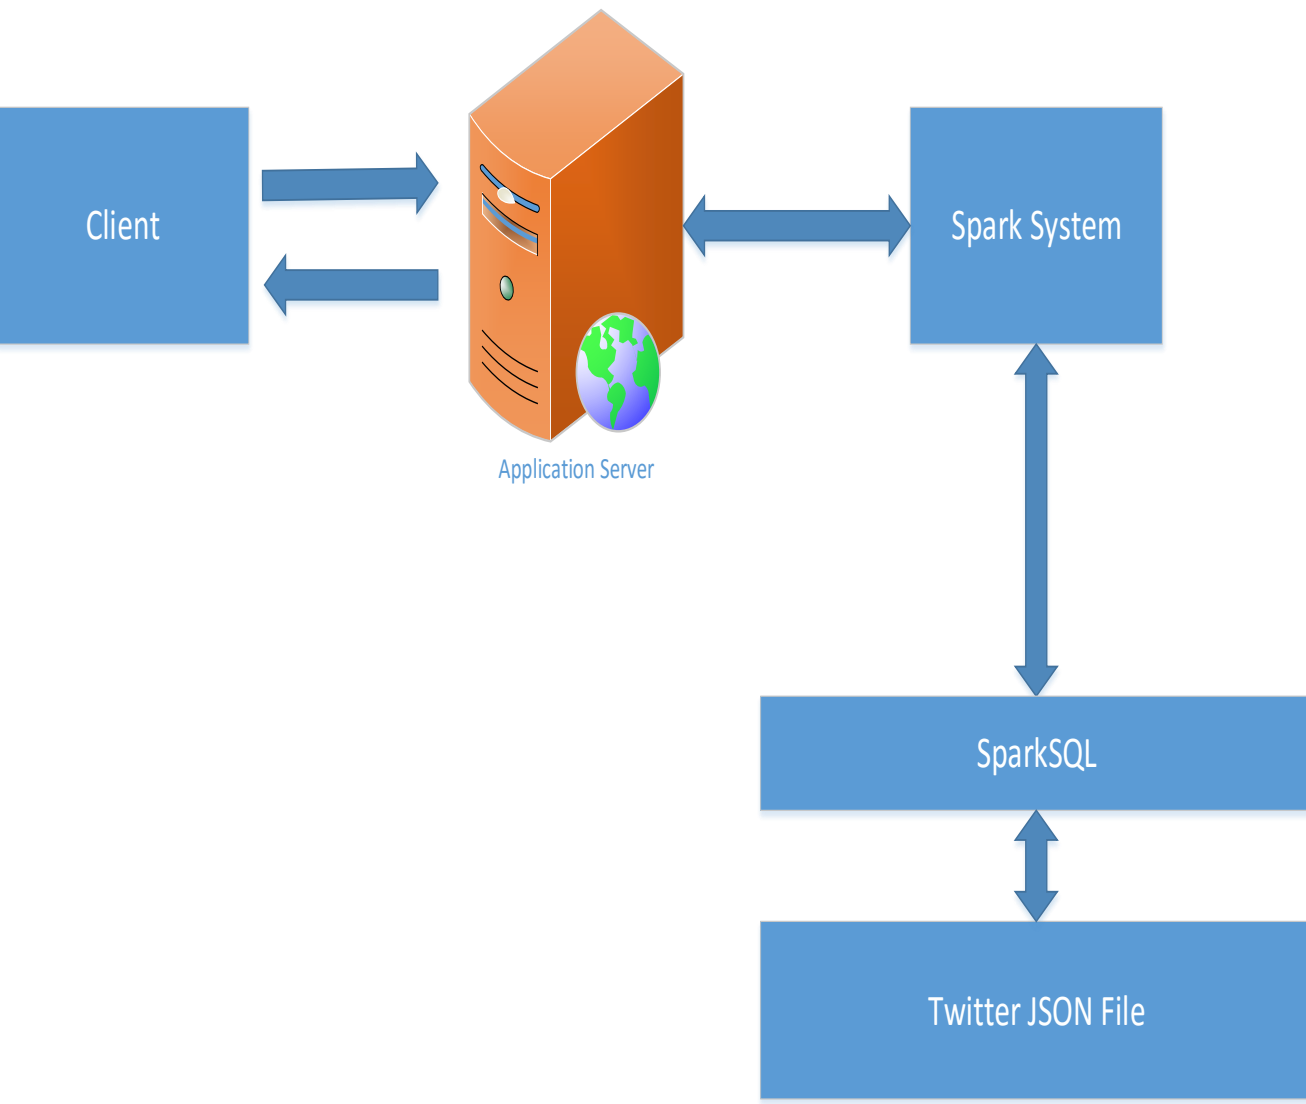 Client
Spark System
Application Server
SparkSQL
Twitter JSON File